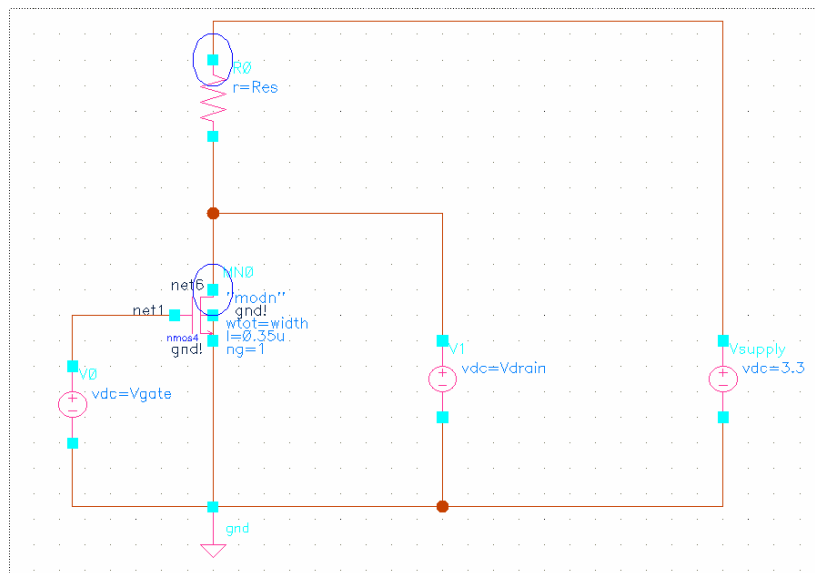 R0
r=Res
MN0
net6
"modn"
gnd!
net1
wtot=width
l=0.35u
nmos4
gnd!
ng=1
V0
vdc=Vgate
V1
vdc=Vdrain
Vsupply
vdc=3.3
gnd